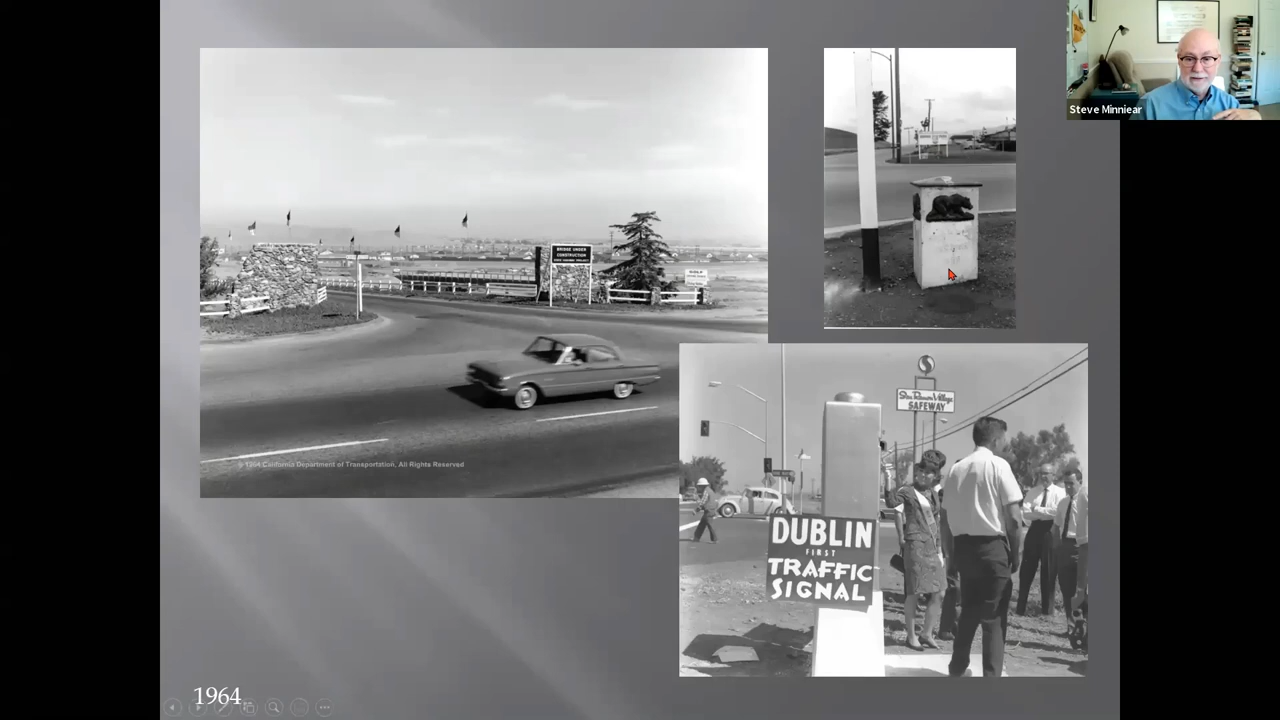 Steve Minniear
BRIDGE UNDER
CONSTRUCTION
© 1964 California Department of Transportation, All Rights Reserved
San Ramon Village
SAFEWAY
DUBLIN
FIRST
TRAFFIC
SIGNAL
1964